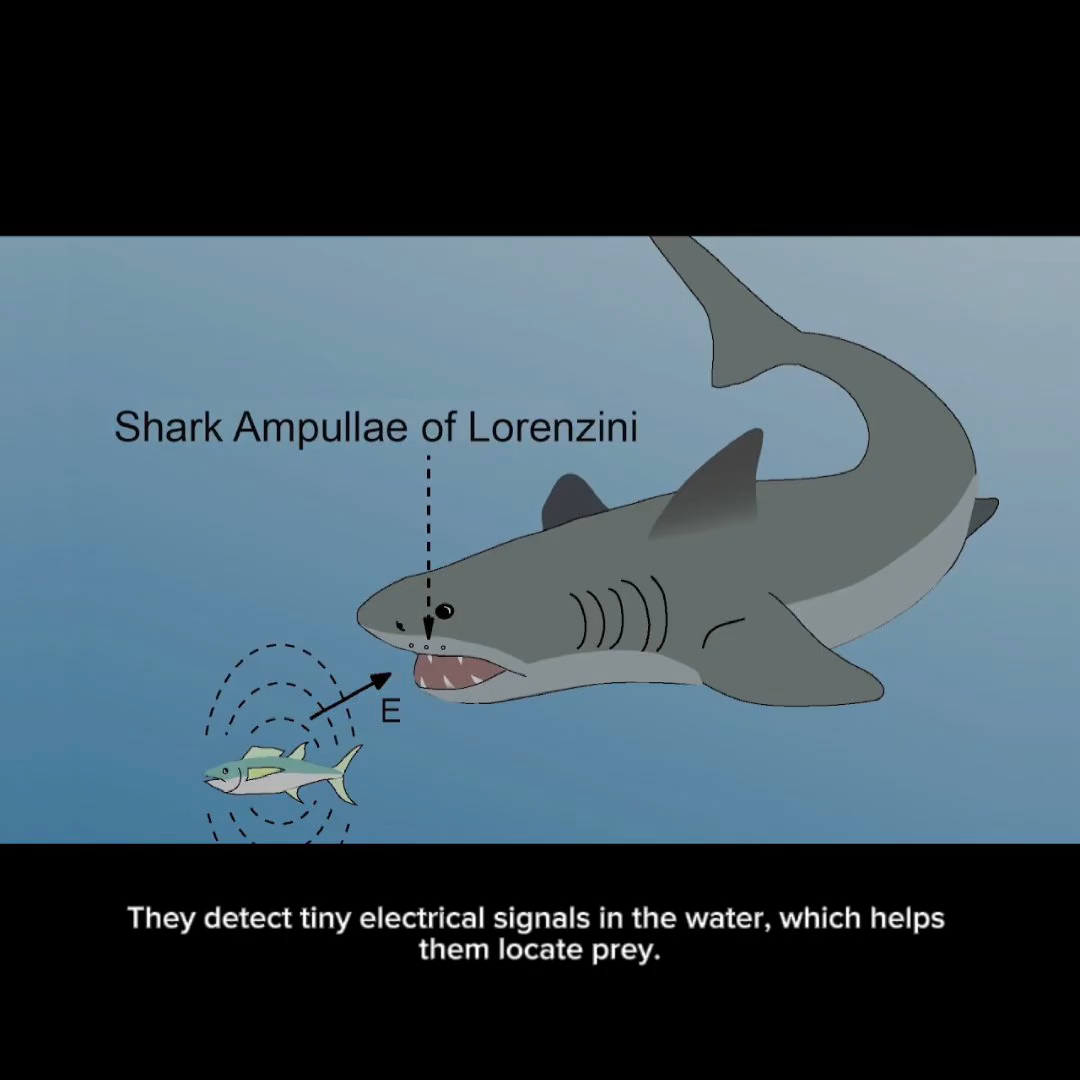 Shark Ampullae of Lorenzini
E
They detect tiny electrical signals in the water, which helps
them locate prey.